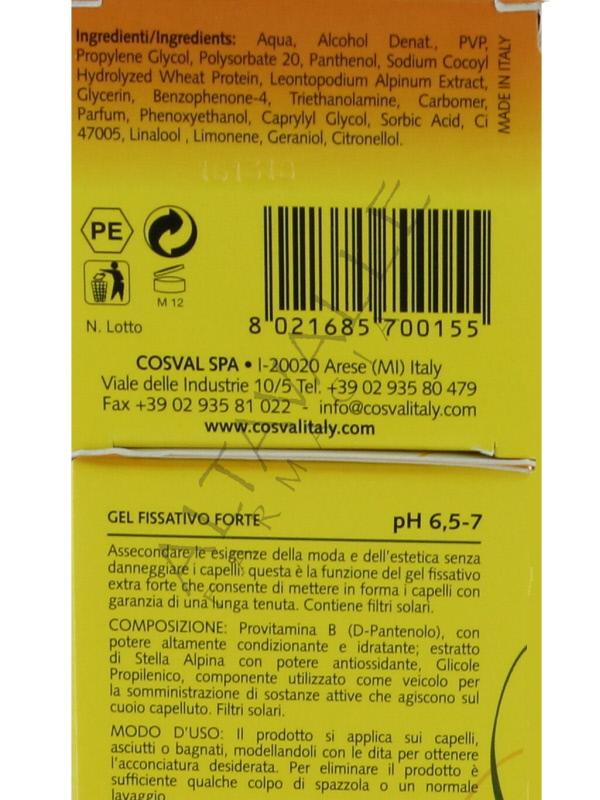 Ingredienti/Ingredients: Aqua, Alcohol Denat., PVP,
Propylene Glycol, Polysorbate 20, Panthenol, Sodium Cocoyl
Hydrolyzed Wheat Protein, Leontopodium Alpinum Extract,
Glycerin, Benzophenone-4, Triethanolamine, Carbomer,
Parfum, Phenoxyethanol, Caprylyl Glycol, Sorbic Acid, Ci
47005, Linalool , Limonene, Geraniol, Citronellol.
MADE IN ITALY
PE
M 12
N. Lotto
8 021685 700155
COSVAL SPA • I-20020 Arese (MI) Italy
Viale delle Industrie 10/5 Tel. +39 02 935 80 479
Fax +39 02 935 81 022 - info@cosvalitaly.com
www.cosvalitaly.com
GEL FISSATIVO FORTE
pH 6,5-7
Assecondare le esigenze della moda e dell'estetica senza
danneggiare i capelli: questa è la funzione del gel fissativo
extra forte che consente di mettere in forma i capelli con
garanzia di una lunga tenuta. Contiene filtri solari.
COMPOSIZIONE: Provitamina B (D-Pantenolo), con
potere altamente condizionante e idratante; estratto
di Stella Alpina con potere antiossidante, Glicole
Propilenico, componente utilizzato come veicolo per
la somministrazione di sostanze attive che agiscono sul
cuoio capelluto. Filtri solari.
MODO D'USO: Il prodotto si applica sui capelli,
asciutti o bagnati, modellandoli con le dita per ottenere
l'acconciatura desiderata. Per eliminare il prodotto è
sufficiente qualche colpo di spazzola o un normale
lavaggio.